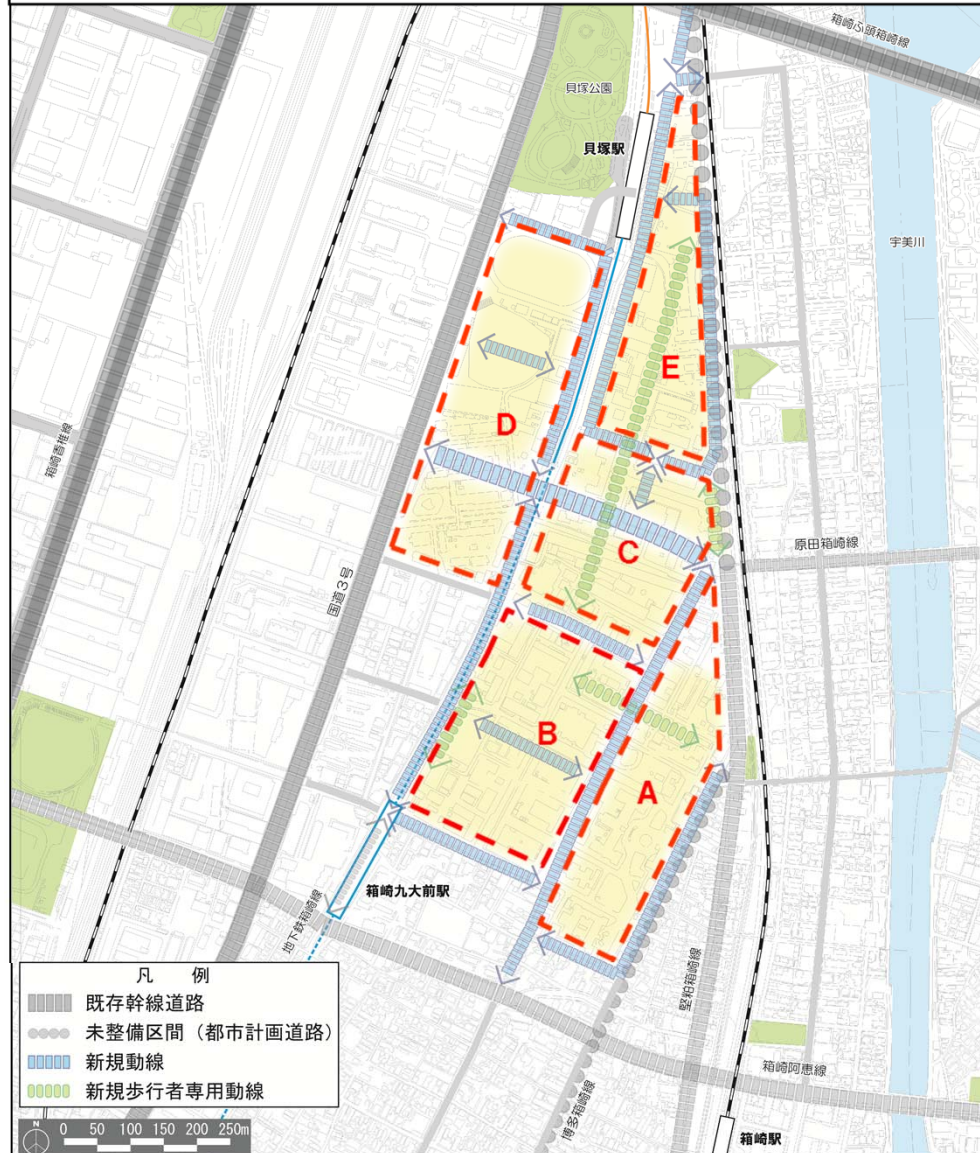 箱崎ふ頭箱崎線
貝塚公園
貝塚駅
宇美川
E
D
箱崎香椎線
原田箱崎線
C
国道3号
B
A
箱崎九大前駅
地下鉄箱崎線
堅粕箱崎線
凡 例
既存幹線道路
未整備区間（都市計画道路）
新規動線
新規歩行者専用動線
箱崎阿恵線
博多箱崎線
N
0 50 100 150 200 250m
箱崎駅